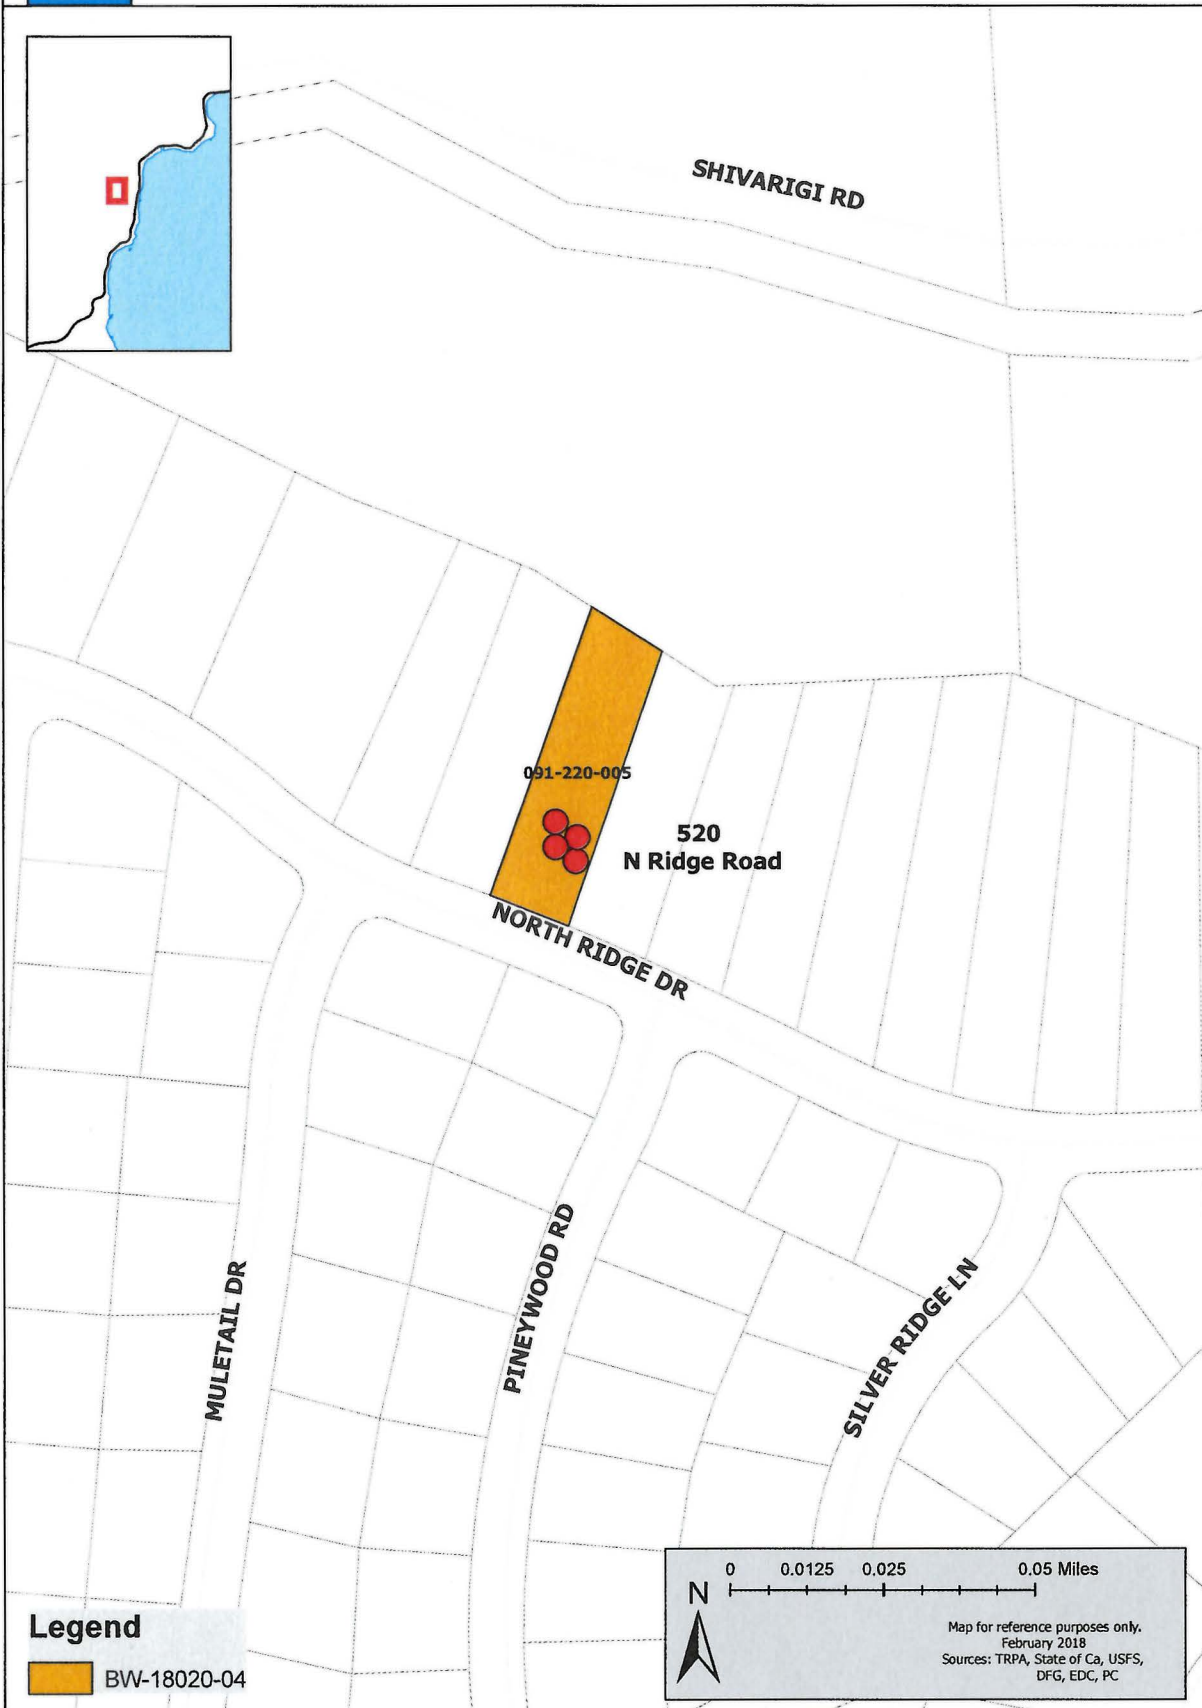 SHIVARIGI RD
091-220-005
520
N Ridge Road
NORTH RIDGE DR
MULETAIL DR
PINEYWOOD RD
SILVER RIDGE LN
Legend
BW-18020-04
0 0.0125 0.025 0.05 Miles
N
Map for reference purposes only.
February 2018
Sources: TRPA, State of Ca, USFS,
DFG, EDC, PC